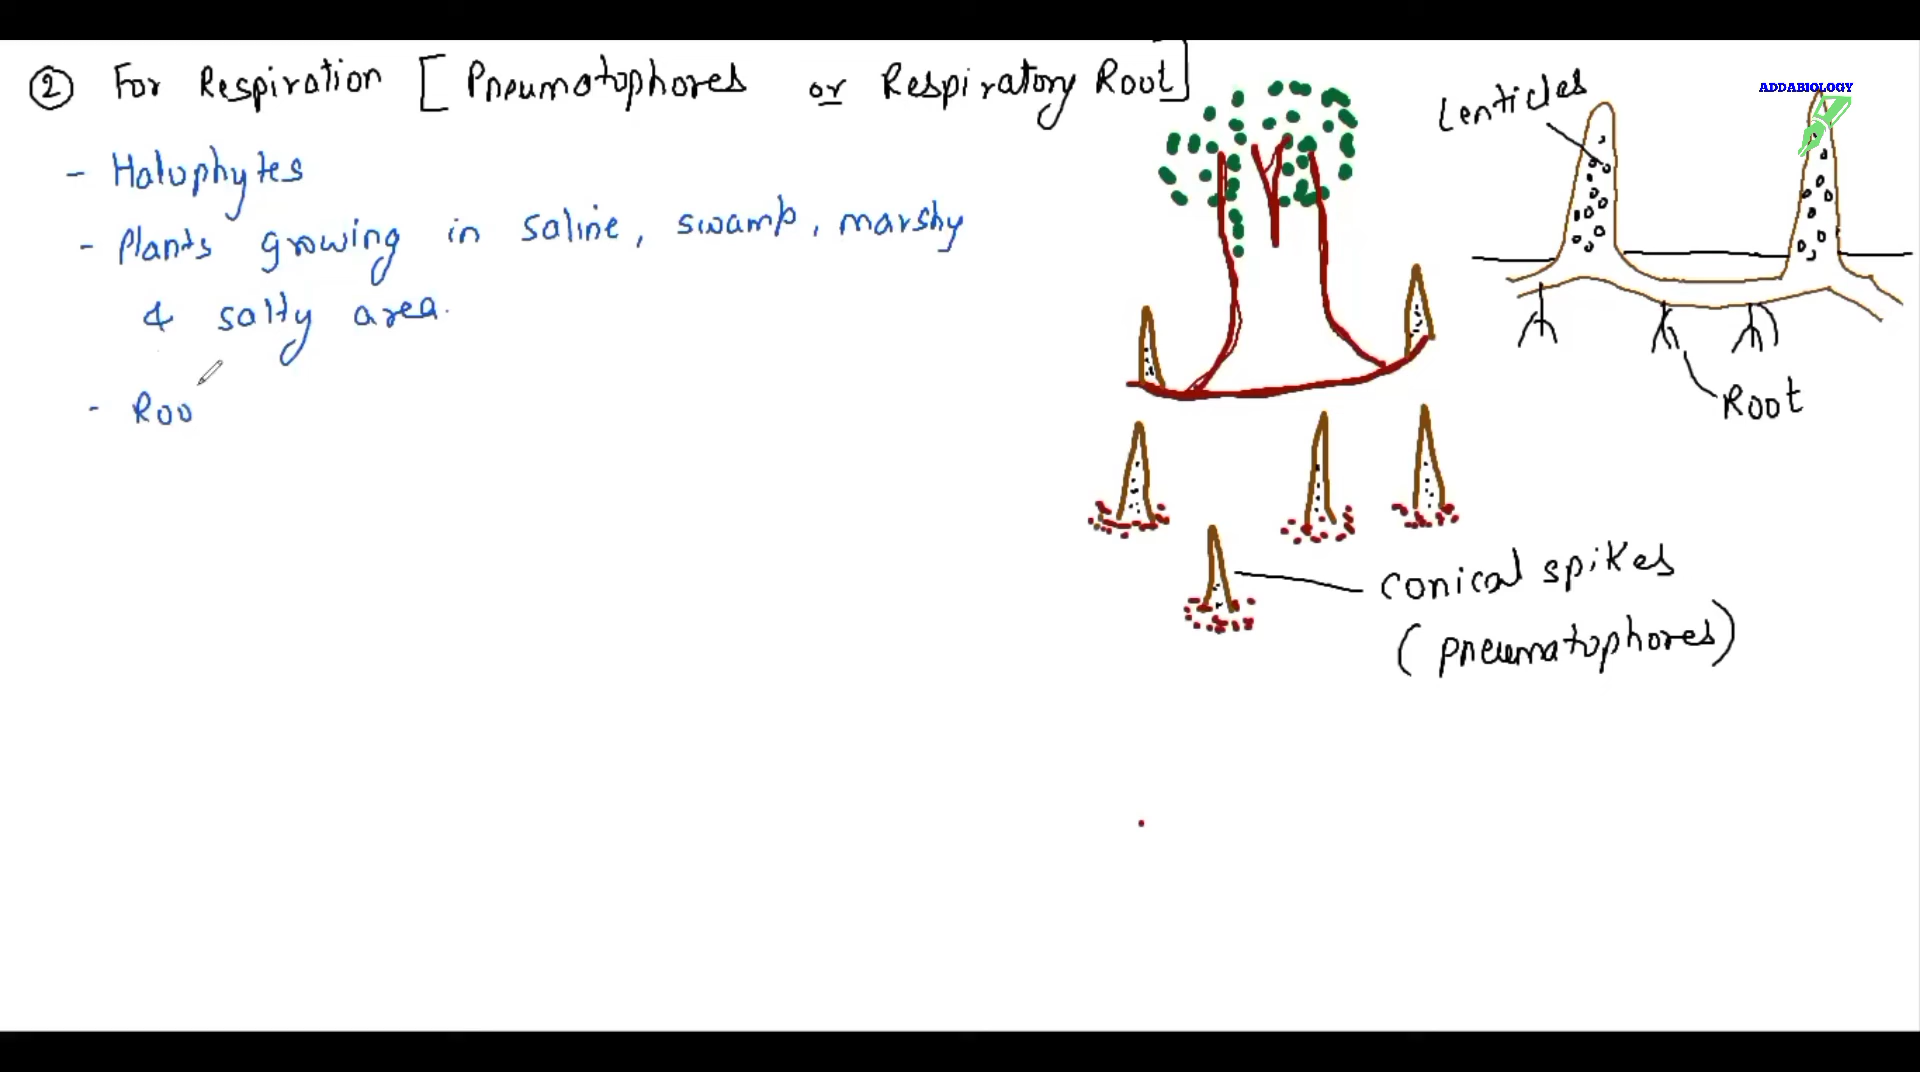 ② For Respiration [Pneumatophores or Respiratory Root]
- Halophytes
- Plants growing in saline, swamp, marshy
& salty area.
- Roo
Lenticles
ADDABIOLOGY
Root
conical spikes
(pneumatophores)